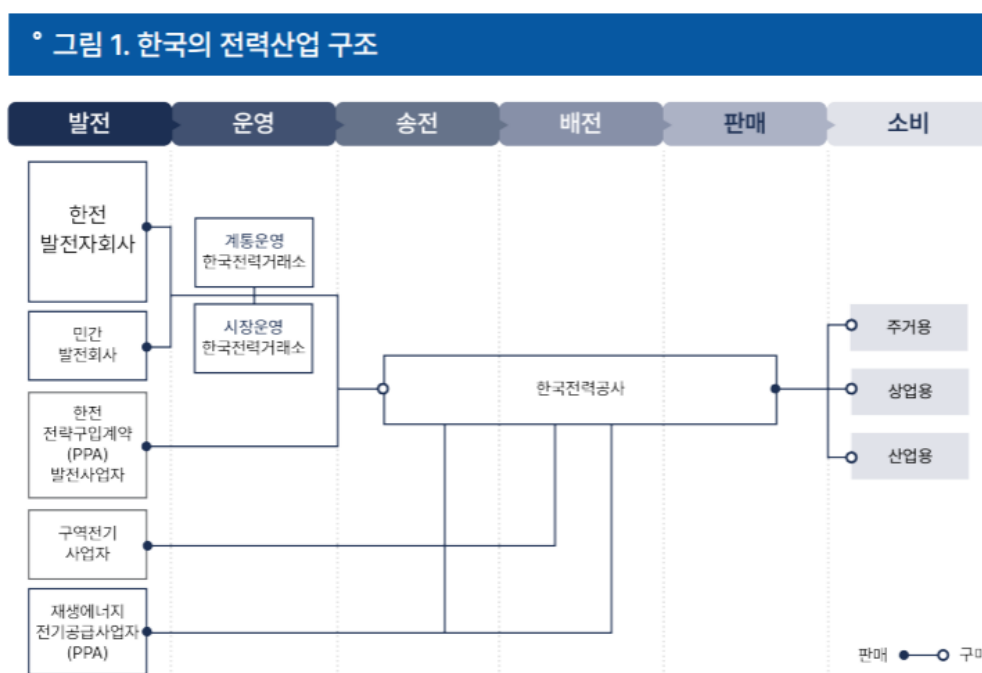 ° 그림 1. 한국의 전력산업 구조
발전
운영
송전
배전
판매
소비
한전
발전자회사
계통운영
한국전력거래소
시장운영
한국전력거래소
민간
발전회사
한전
전략구입계약
(PPA)
발전사업자
구역전기
사업자
재생에너지
전기공급사업자
(PPA)
한국전력공사
주거용
상업용
산업용
판매